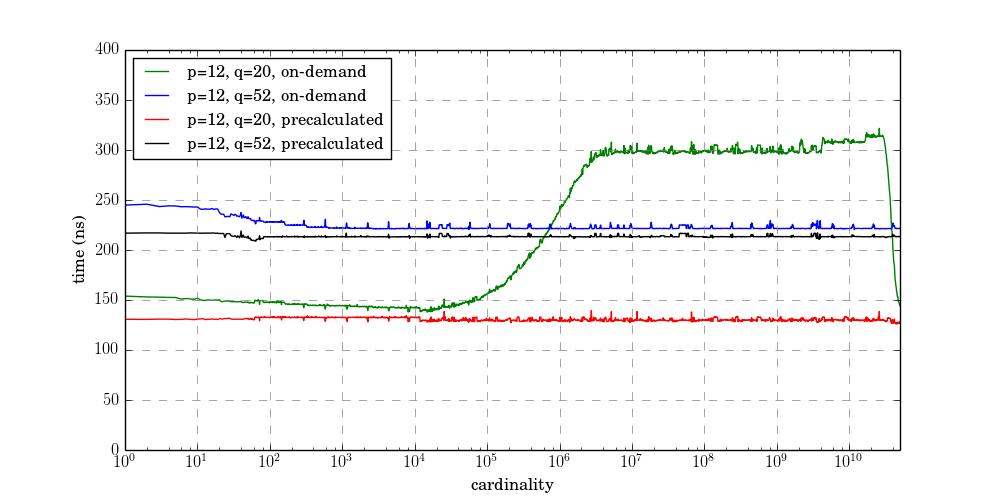 400
350
300
250
200
150
100
50
0
time (ns)
p=12, q=20, on-demand
p=12, q=52, on-demand
p=12, q=20, precalculated
p=12, q=52, precalculated
10⁰ 10¹ 10² 10³ 10⁴ 10⁵ 10⁶ 10⁷ 10⁸ 10⁹ 10¹⁰
cardinality